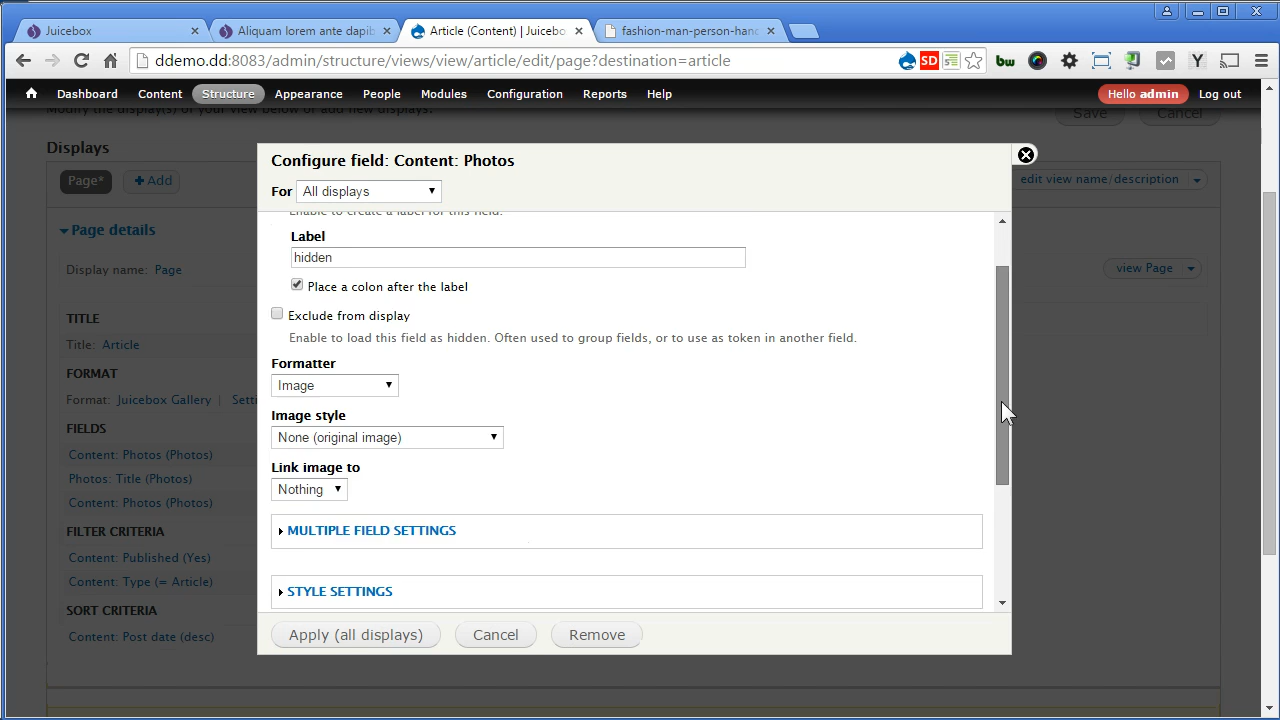 Juicebox
Aliquam lorem ante dapib
Article (Content) | Juicebo
fashion-man-person-hand
ddemo.dd:8083/admin/structure/views/view/article/edit/page?destination=article
SD
bw
Y
Dashboard
Content
Structure
Appearance
People
Modules
Configuration
Reports
Help
Hello admin
Log out
Modify the display(s) of your view below or add new displays.
Save
Cancel
Displays
Page*
Add
edit view name/description
Page details
Display name: Page
view Page
TITLE
Title: Article
FORMAT
Format: Juicebox Gallery | Setti
FIELDS
Content: Photos (Photos)
Photos: Title (Photos)
Content: Photos (Photos)
FILTER CRITERIA
Content: Published (Yes)
Content: Type (= Article)
SORT CRITERIA
Content: Post date (desc)
Configure field: Content: Photos
For All displays
Enable to create a label for this field.
Label
hidden
Place a colon after the label
Exclude from display
Enable to load this field as hidden. Often used to group fields, or to use as token in another field.
Formatter
Image
Image style
None (original image)
Link image to
Nothing
MULTIPLE FIELD SETTINGS
STYLE SETTINGS
Apply (all displays)
Cancel
Remove